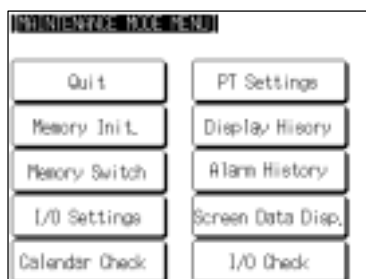 [MAINTENANCE MODE MENU]
Quit
PT Settings
Memory Init.
Display Hisory
Memory Switch
Alarm History
I/O Settings
Screen Data Disp.
Calendar Check
I/O Check